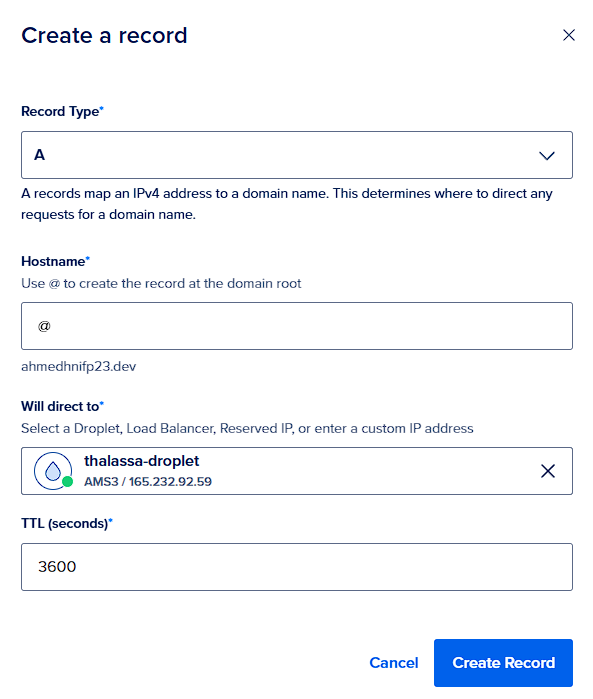 Create a record
Record Type*
A
A records map an IPv4 address to a domain name. This determines where to direct any
requests for a domain name.
Hostname*
Use @ to create the record at the domain root
@
ahmedhnifp23.dev
Will direct to*
Select a Droplet, Load Balancer, Reserved IP, or enter a custom IP address
thalassa-droplet
AMS3 / 165.232.92.59
TTL (seconds)*
3600
Cancel
Create Record